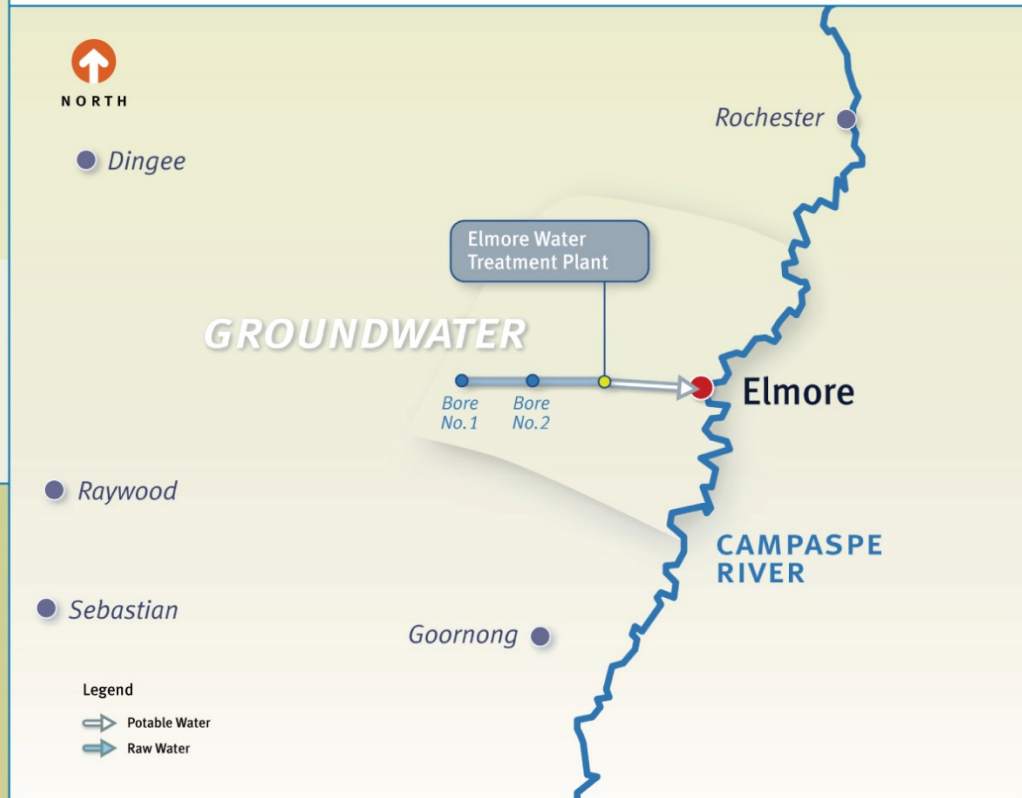 NORTH
Rochester
Dingee
Elmore Water
Treatment Plant
GROUNDWATER
Elmore
Bore
No.1
Bore
No.2
Raywood
CAMPASPE
RIVER
Sebastian
Goornong
Legend
Potable Water
Raw Water